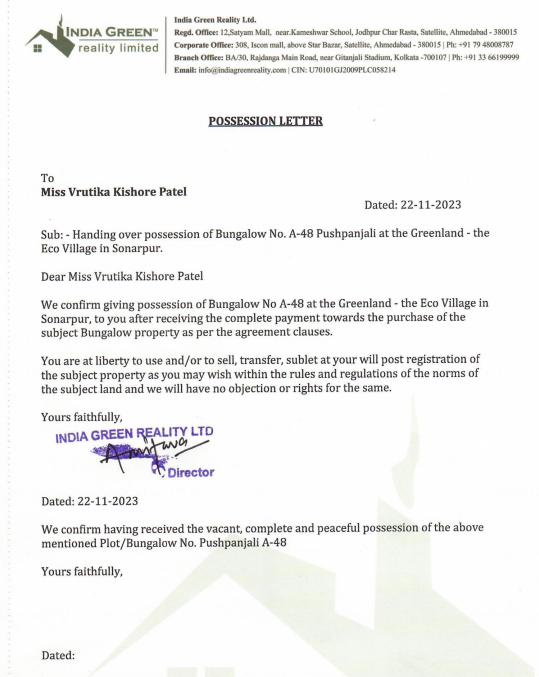 INDIA GREEN™
reality limited
India Green Reality Ltd.
Regd. Office: 12,Satyam Mall, near.Kameshwar School, Jodhpur Char Rasta, Satellite, Ahmedabad - 380015
Corporate Office: 308, Iscon mall, above Star Bazar, Satellite, Ahmedabad - 380015 | Ph: +91 79 48008787
Branch Office: BA/30, Rajdanga Main Road, near Gitanjali Stadium, Kolkata -700107 | Ph: +91 33 66199999
Email: info@indiagreenreality.com | CIN: U70101GJ2009PLC058214
POSSESSION LETTER
To
Miss Vrutika Kishore Patel
Dated: 22-11-2023
Sub: - Handing over possession of Bungalow No. A-48 Pushpanjali at the Greenland - the
Eco Village in Sonarpur.
Dear Miss Vrutika Kishore Patel
We confirm giving possession of Bungalow No A-48 at the Greenland - the Eco Village in
Sonarpur, to you after receiving the complete payment towards the purchase of the
subject Bungalow property as per the agreement clauses.
You are at liberty to use and/or to sell, transfer, sublet at your will post registration of
the subject property as you may wish within the rules and regulations of the norms of
the subject land and we will have no objection or rights for the same.
Yours faithfully,
INDIA GREEN REALITY LTD
Director
Dated: 22-11-2023
We confirm having received the vacant, complete and peaceful possession of the above
mentioned Plot/Bungalow No. Pushpanjali A-48
Yours faithfully,
Dated: